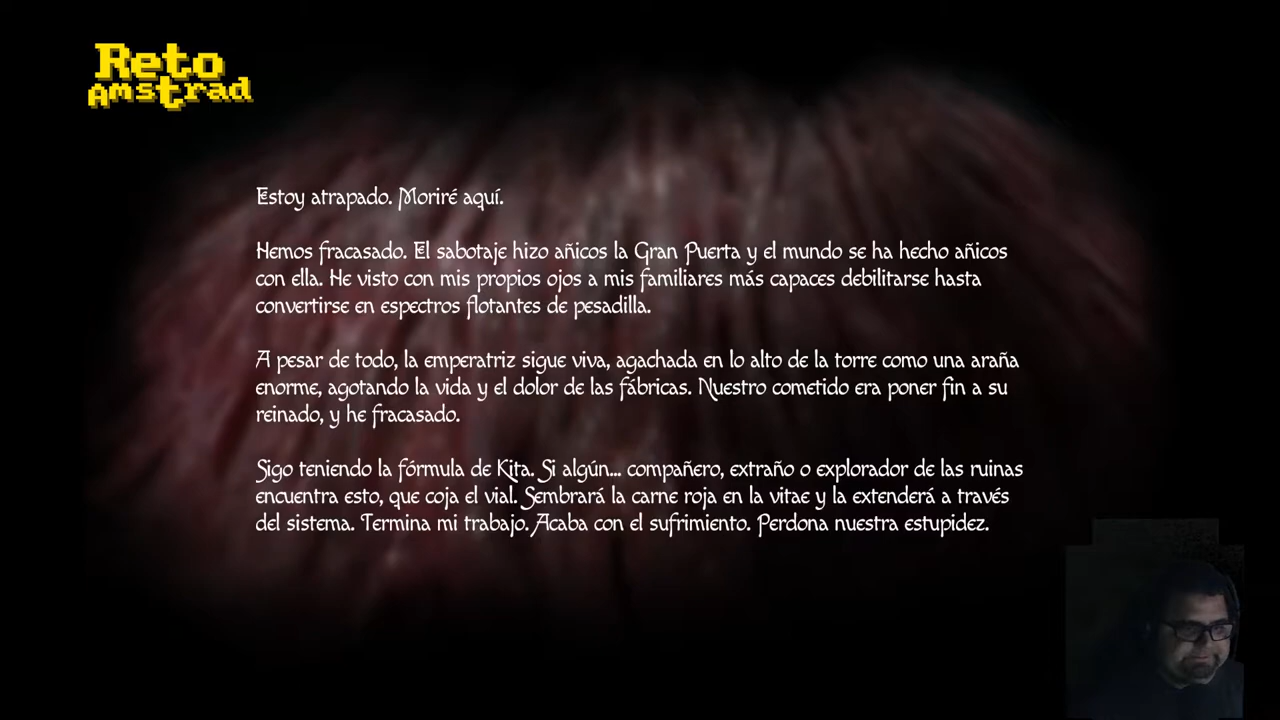 Reto
Amstrad
Estoy atrapado. Moriré aquí.
Hemos fracasado. El sabotaje hizo añicos la Gran Puerta y el mundo se ha hecho añicos
con ella. He visto con mis propios ojos a mis familiares más capaces debilitarse hasta
convertirse en espectros flotantes de pesadilla.
A pesar de todo, la emperatriz sigue viva, agachada en lo alto de la torre como una araña
enorme, agotando la vida y el dolor de las fábricas. Nuestro cometido era poner fin a su
reinado, y he fracasado.
Sigo teniendo la fórmula de Kita. Si algún... compañero, extraño o explorador de las ruinas
encuentra esto, que coja el vial. Sembrará la carne roja en la vitae y la extenderá a través
del sistema. Termina mi trabajo. Acaba con el sufrimiento. Perdona nuestra estupidez.